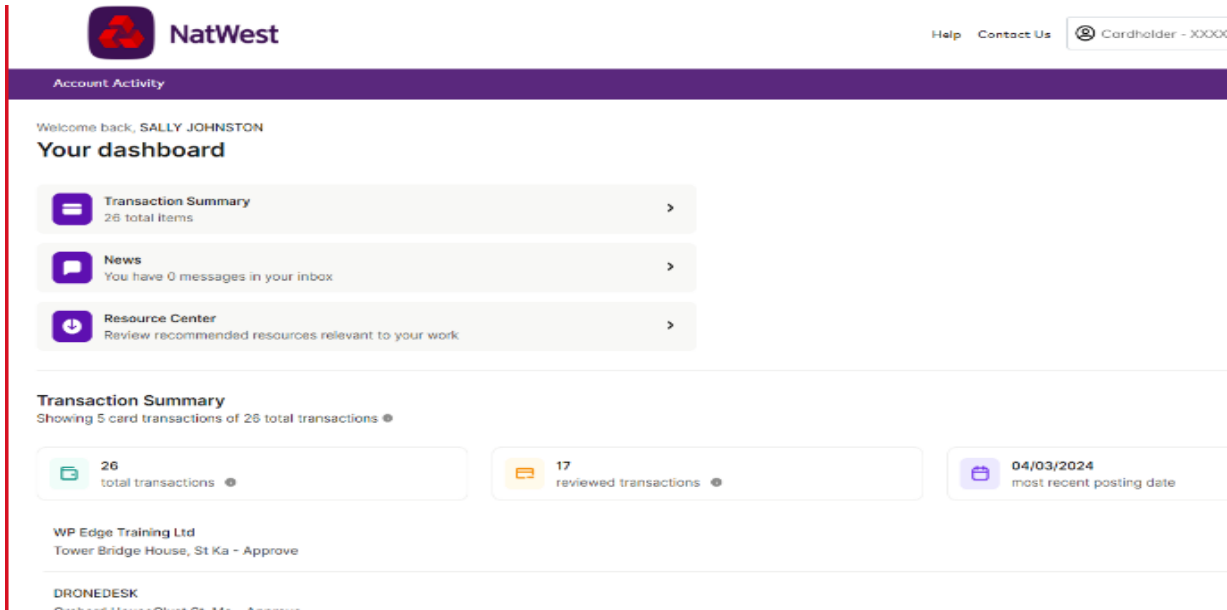 NatWest
Help Contact Us Cardholder - XXXX
Account Activity
Welcome back, SALLY JOHNSTON
Your dashboard
Transaction Summary
26 total items
News
You have 0 messages in your inbox
Resource Center
Review recommended resources relevant to your work
Transaction Summary
Showing 5 card transactions of 26 total transactions
26
total transactions
17
reviewed transactions
04/03/2024
most recent posting date
WP Edge Training Ltd
Tower Bridge House, St Ka - Approve
DRONEDESK